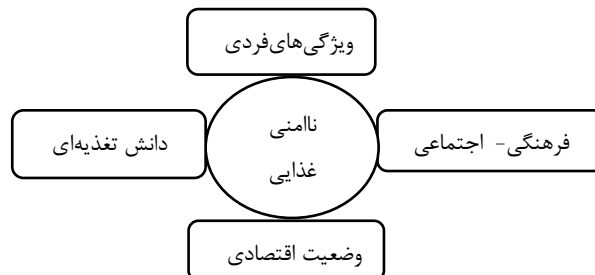 ویژگی‌های‌فردی
ناامنی
غذایی
فرهنگی- اجتماعی
دانش تغذیه‌ای
وضعیت اقتصادی